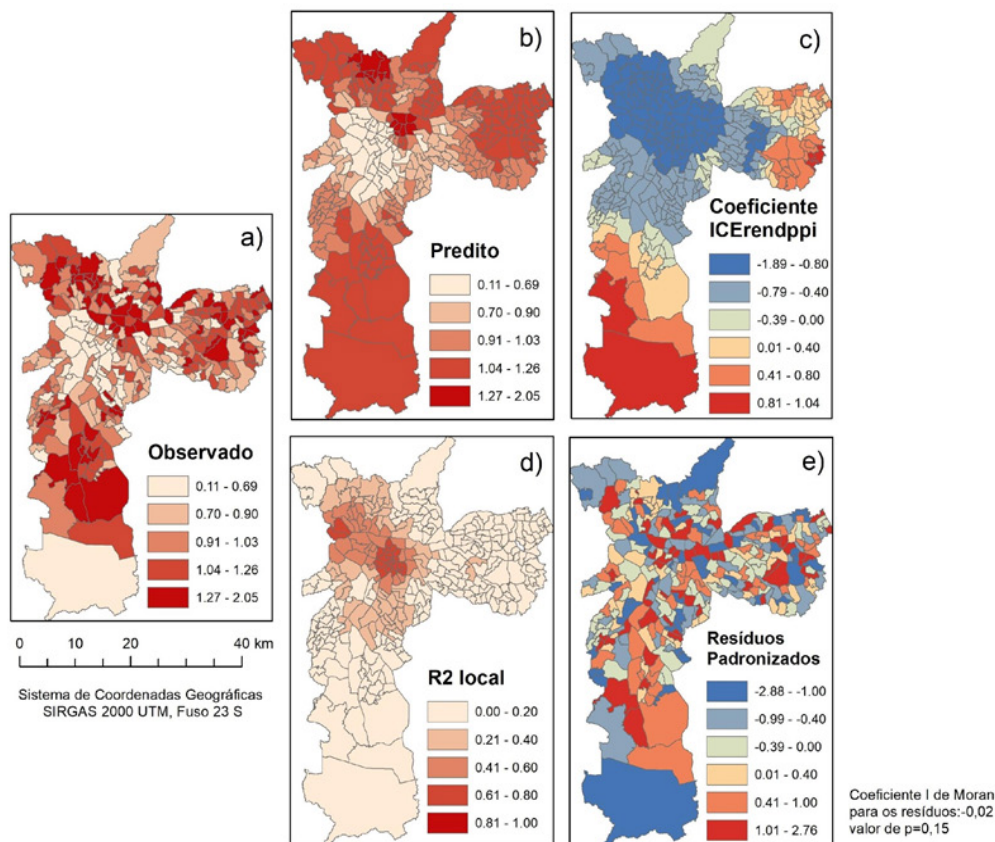 a)
Observado
0.11 - 0.69
0.70 - 0.90
0.91 - 1.03
1.04 - 1.26
1.27 - 2.05
0 10 20 40 km
Sistema de Coordenadas Geográficas
SIRGAS 2000 UTM, Fuso 23 S
b)
Predito
0.11 - 0.69
0.70 - 0.90
0.91 - 1.03
1.04 - 1.26
1.27 - 2.05
c)
Coeficiente
ICErendppi
-1.89 - -0.80
-0.79 - -0.40
-0.39 - 0.00
0.01 - 0.40
0.41 - 0.80
0.81 - 1.04
d)
R2 local
0.00 - 0.20
0.21 - 0.40
0.41 - 0.60
0.61 - 0.80
0.81 - 1.00
e)
Resíduos
Padronizados
-2.88 - -1.00
-0.99 - -0.40
-0.39 - 0.00
0.01 - 0.40
0.41 - 1.00
1.01 - 2.76
Coeficiente I de Moran
para os resíduos:-0,02
valor de p=0,15